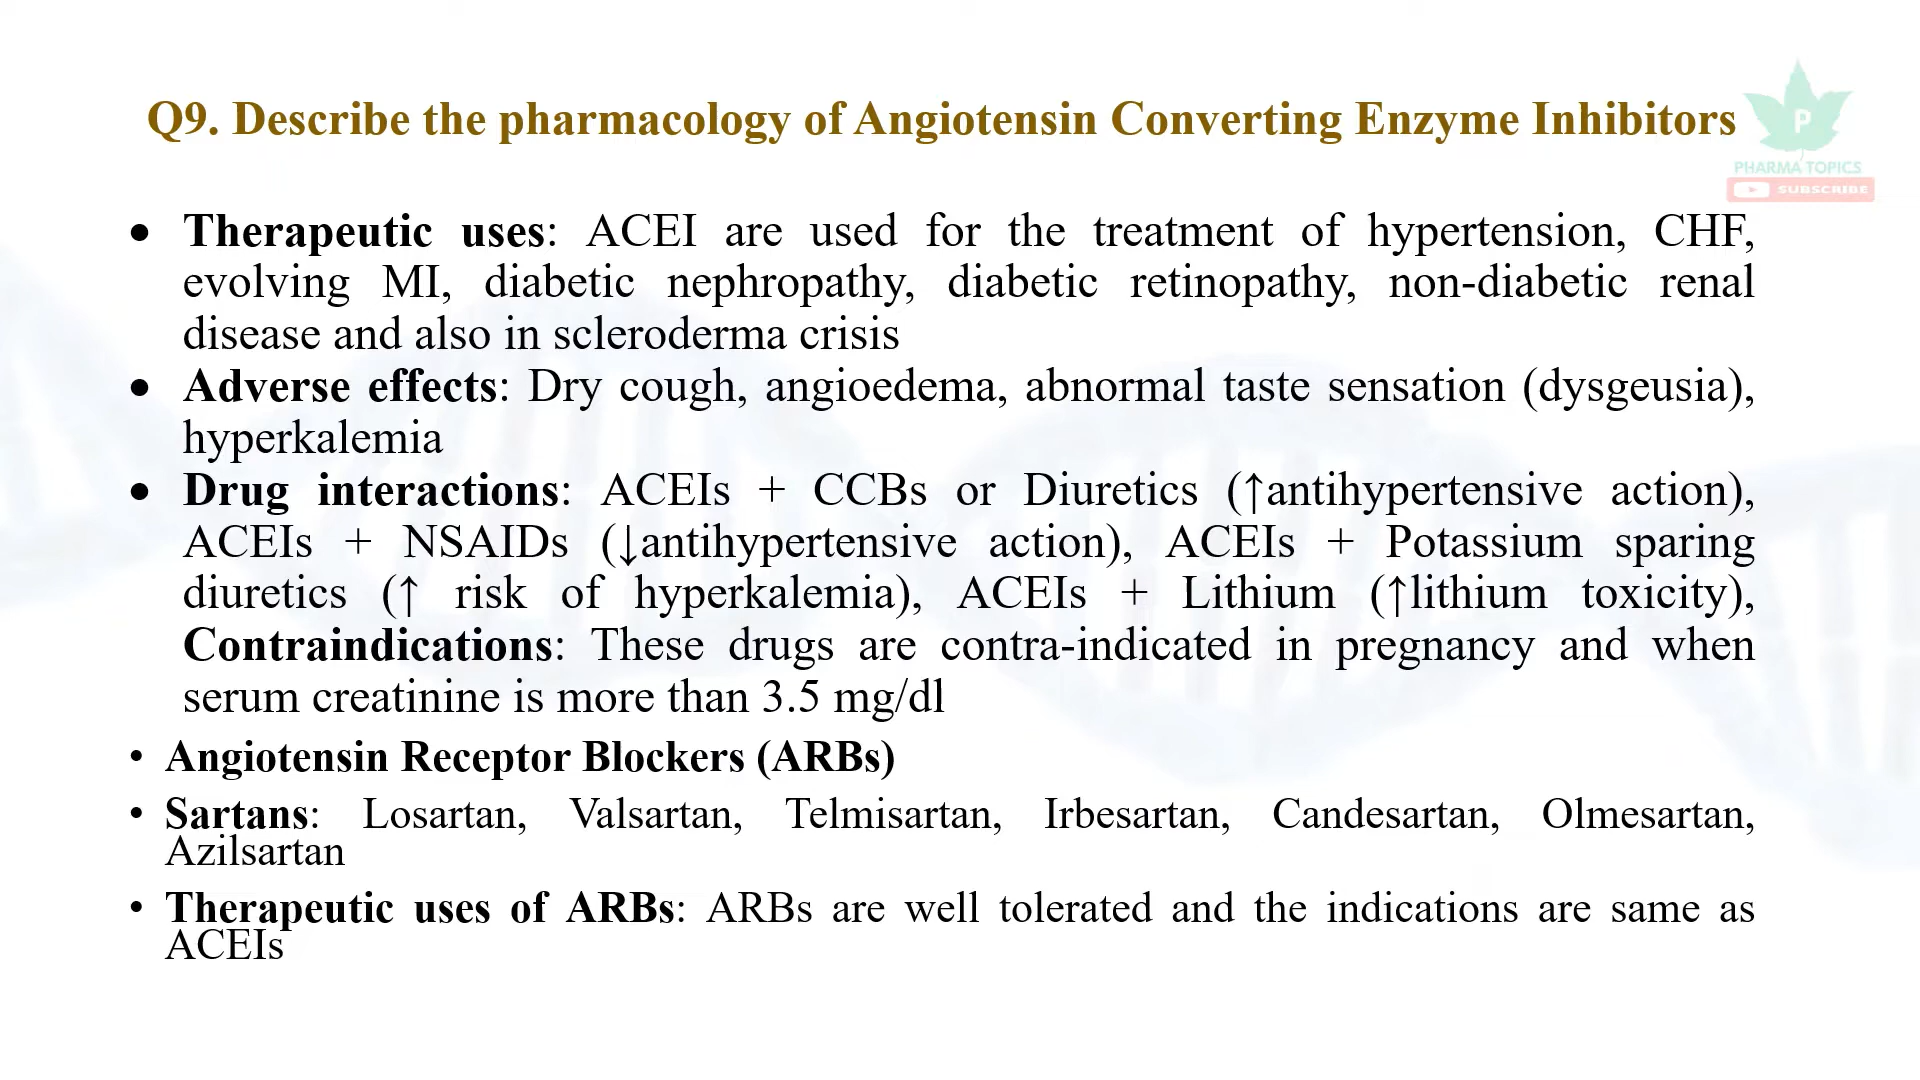 Q9. Describe the pharmacology of Angiotensin Converting Enzyme Inhibitors
P
PHARMA TOPICS
SUBSCRIBE
• Therapeutic uses: ACEI are used for the treatment of hypertension, CHF,
evolving MI, diabetic nephropathy, diabetic retinopathy, non-diabetic renal
disease and also in scleroderma crisis
• Adverse effects: Dry cough, angioedema, abnormal taste sensation (dysgeusia),
hyperkalemia
• Drug interactions: ACEIs + CCBs or Diuretics (↑antihypertensive action),
ACEIs + NSAIDs (↓antihypertensive action), ACEIs + Potassium sparing
diuretics (↑ risk of hyperkalemia), ACEIs + Lithium (↑lithium toxicity),
Contraindications: These drugs are contra-indicated in pregnancy and when
serum creatinine is more than 3.5 mg/dl
• Angiotensin Receptor Blockers (ARBs)
• Sartans: Losartan, Valsartan, Telmisartan, Irbesartan, Candesartan, Olmesartan,
Azilsartan
• Therapeutic uses of ARBs: ARBs are well tolerated and the indications are same as
ACEIs